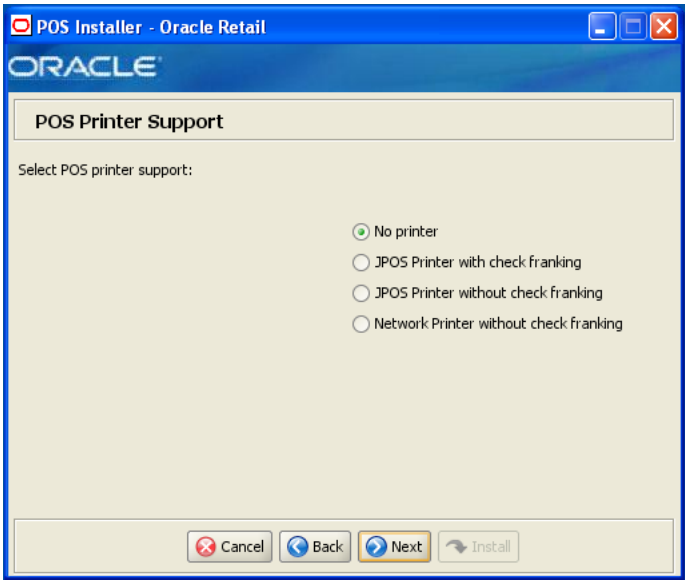 POS Installer - Oracle Retail
ORACLE
POS Printer Support
Select POS printer support:
No printer
JPOS Printer with check franking
JPOS Printer without check franking
Network Printer without check franking
Cancel
Back
Next
Install